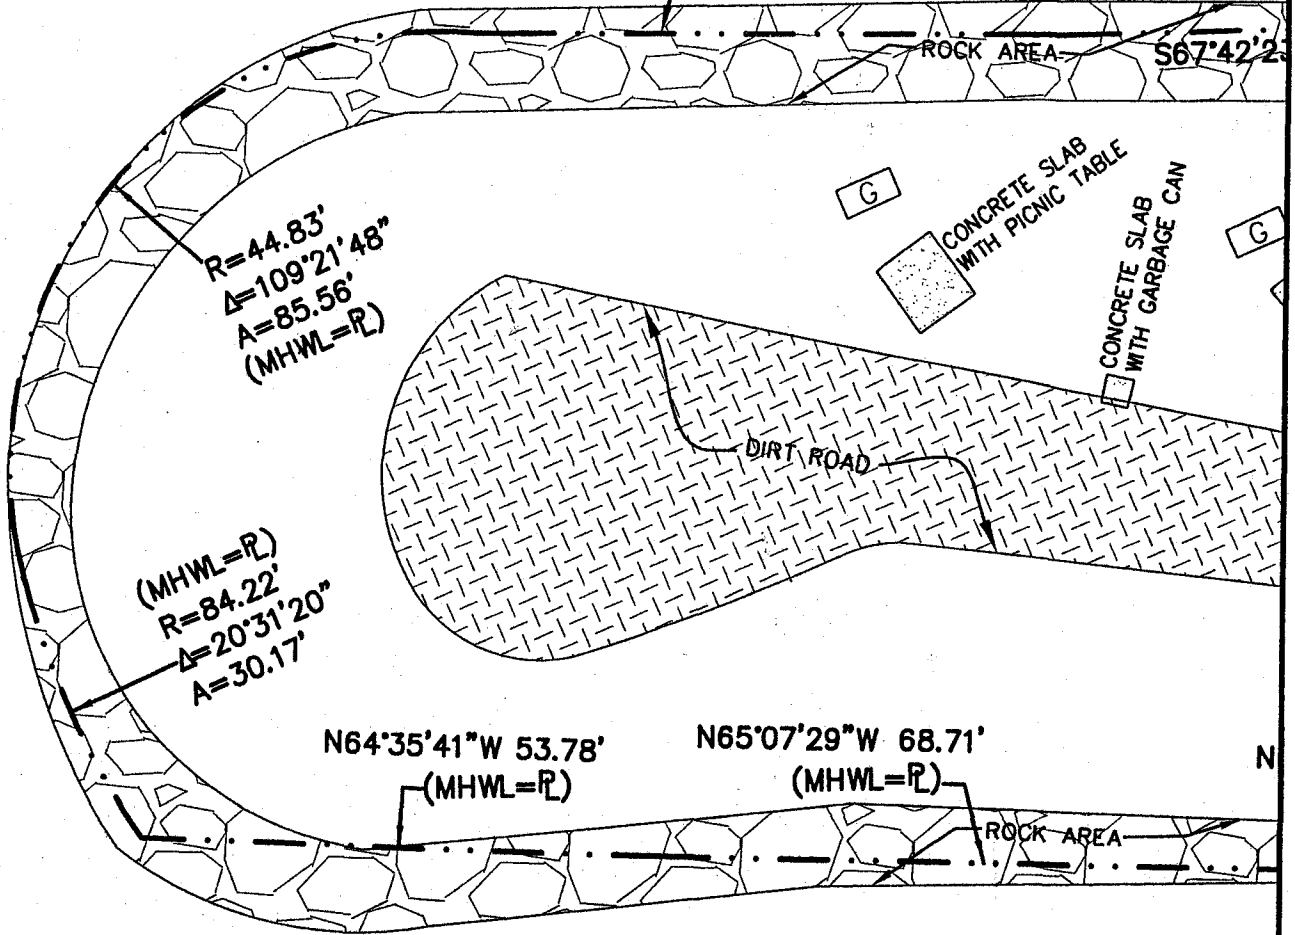 ROCK AREA
S67°42'2
G
CONCRETE SLAB
WITH PICNIC TABLE
CONCRETE SLAB
WITH GARBAGE CAN
G
R=44.83'
Δ=109°21'48"
A=85.56'
(MHWL=PL)
DIRT ROAD
(MHWL=PL)
R=84.22'
Δ=20°31'20"
A=30.17'
N64°35'41"W 53.78'
(MHWL=PL)
N65°07'29"W 68.71'
(MHWL=PL)
N
ROCK AREA